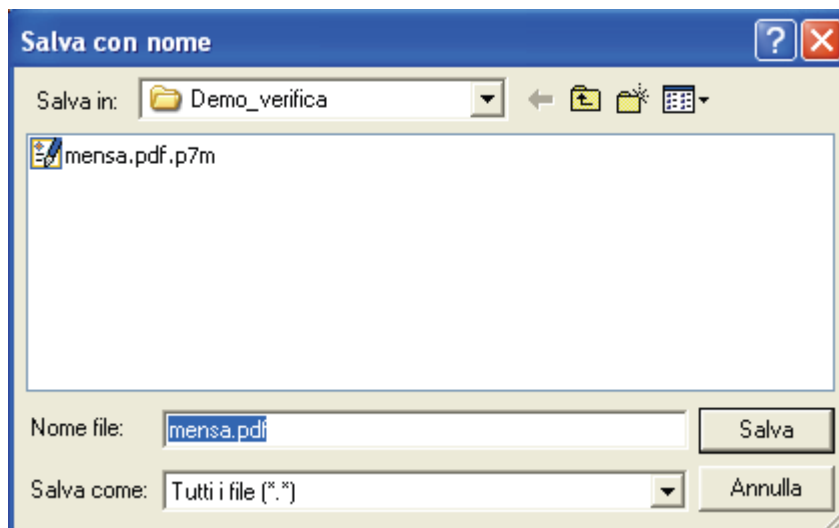 Salva con nome
Salva in: Demo_verifica
mensa.pdf.p7m
Nome file: mensa.pdf Salva
Salva come: Tutti i file (*.*) Annulla